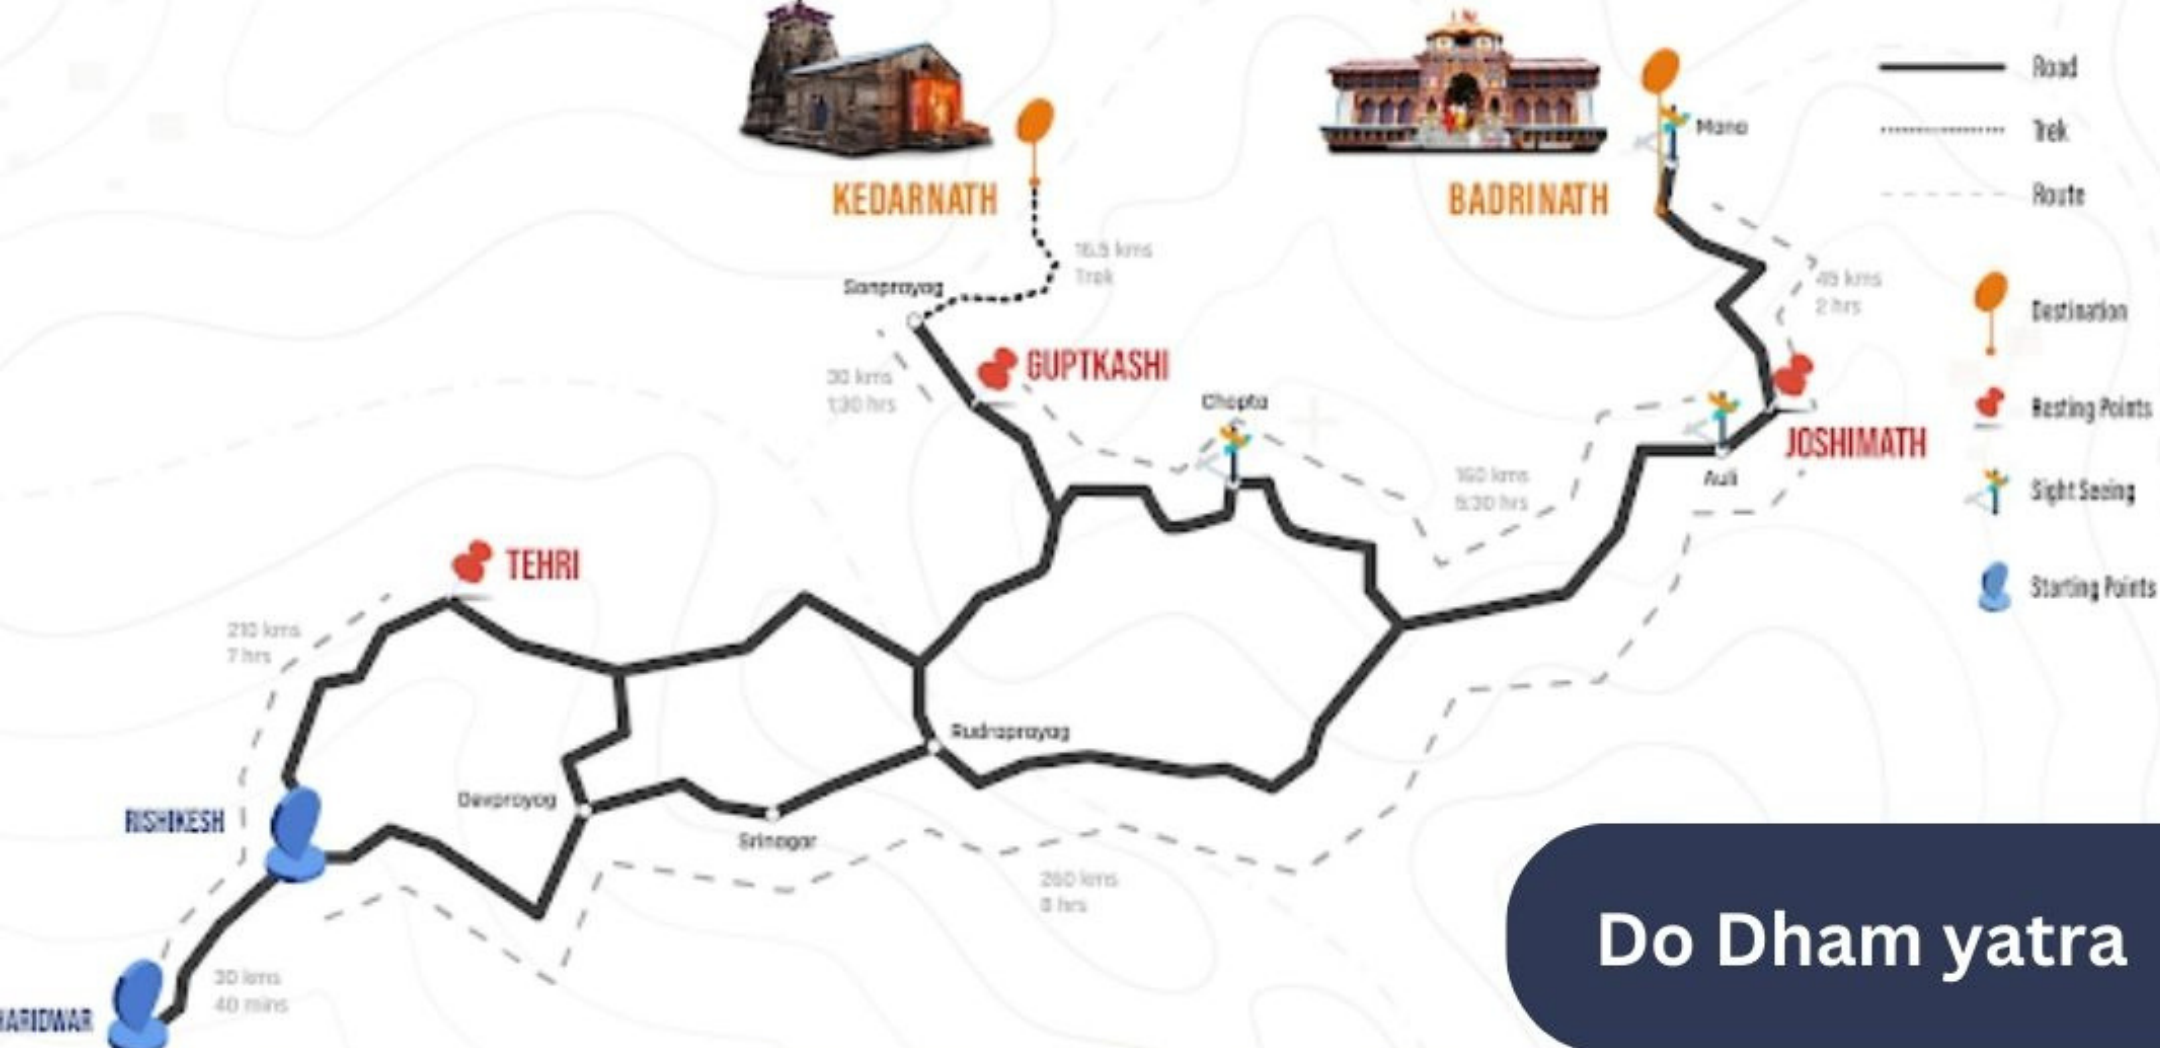 Road
Trek
Route
Mana
KEDARNATH
BADRINATH
16.5 kms
Trek
Sonprayag
45 kms
2 hrs
Destination
GUPTKASHI
30 kms
1:30 hrs
Chopta
Resting Points
JOSHIMATH
160 kms
5:30 hrs
Auli
Sight Seeing
TEHRI
Starting Points
210 kms
7 hrs
Rudraprayag
Devprayag
RISHIKESH
Srinagar
260 kms
8 hrs
Do Dham yatra
30 kms
40 mins
HARIDWAR